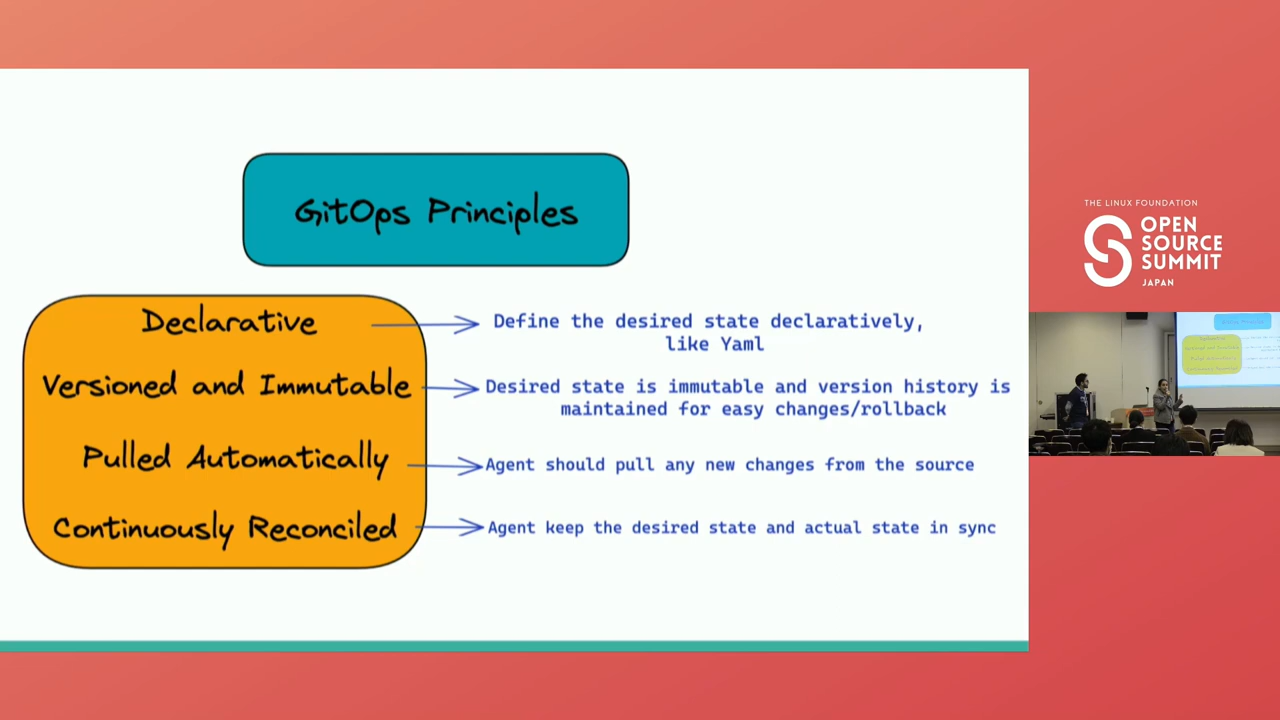 GitOps Principles
Declarative
Define the desired state declaratively,
like Yaml
Versioned and Immutable
Desired state is immutable and version history is
maintained for easy changes/rollback
Pulled Automatically
Agent should pull any new changes from the source
Continuously Reconciled
Agent keep the desired state and actual state in sync
THE LINUX FOUNDATION
OPEN
SOURCE
SUMMIT
JAPAN